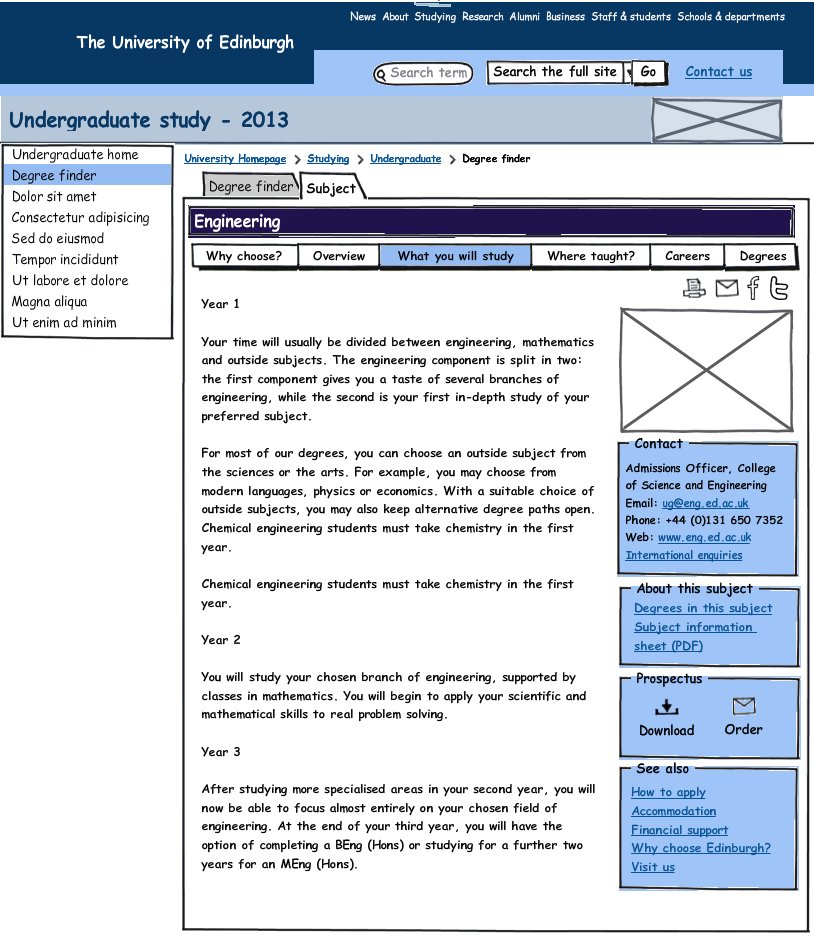 News About Studying Research Alumni Business Staff & students Schools & departments
The University of Edinburgh
Search term
Search the full site
Go
Contact us
Undergraduate study - 2013
Undergraduate home
Degree finder
Dolor sit amet
Consectetur adipisicing
Sed do eiusmod
Tempor incididunt
Ut labore et dolore
Magna aliqua
Ut enim ad minim
University Homepage > Studying > Undergraduate > Degree finder
Degree finder
Subject
Engineering
Why choose?
Overview
What you will study
Where taught?
Careers
Degrees
Year 1
Your time will usually be divided between engineering, mathematics
and outside subjects. The engineering component is split in two:
the first component gives you a taste of several branches of
engineering, while the second is your first in-depth study of your
preferred subject.
For most of our degrees, you can choose an outside subject from
the sciences or the arts. For example, you may choose from
modern languages, physics or economics. With a suitable choice of
outside subjects, you may also keep alternative degree paths open.
Chemical engineering students must take chemistry in the first
year.
Chemical engineering students must take chemistry in the first
year.
Year 2
You will study your chosen branch of engineering, supported by
classes in mathematics. You will begin to apply your scientific and
mathematical skills to real problem solving.
Year 3
After studying more specialised areas in your second year, you will
now be able to focus almost entirely on your chosen field of
engineering. At the end of your third year, you will have the
option of completing a BEng (Hons) or studying for a further two
years for an MEng (Hons).
Contact
Admissions Officer, College
of Science and Engineering
Email: ug@eng.ed.ac.uk
Phone: +44 (0)131 650 7352
Web: www.eng.ed.ac.uk
International enquiries
About this subject
Degrees in this subject
Subject information
sheet (PDF)
Prospectus
Download
Order
See also
How to apply
Accommodation
Financial support
Why choose Edinburgh?
Visit us